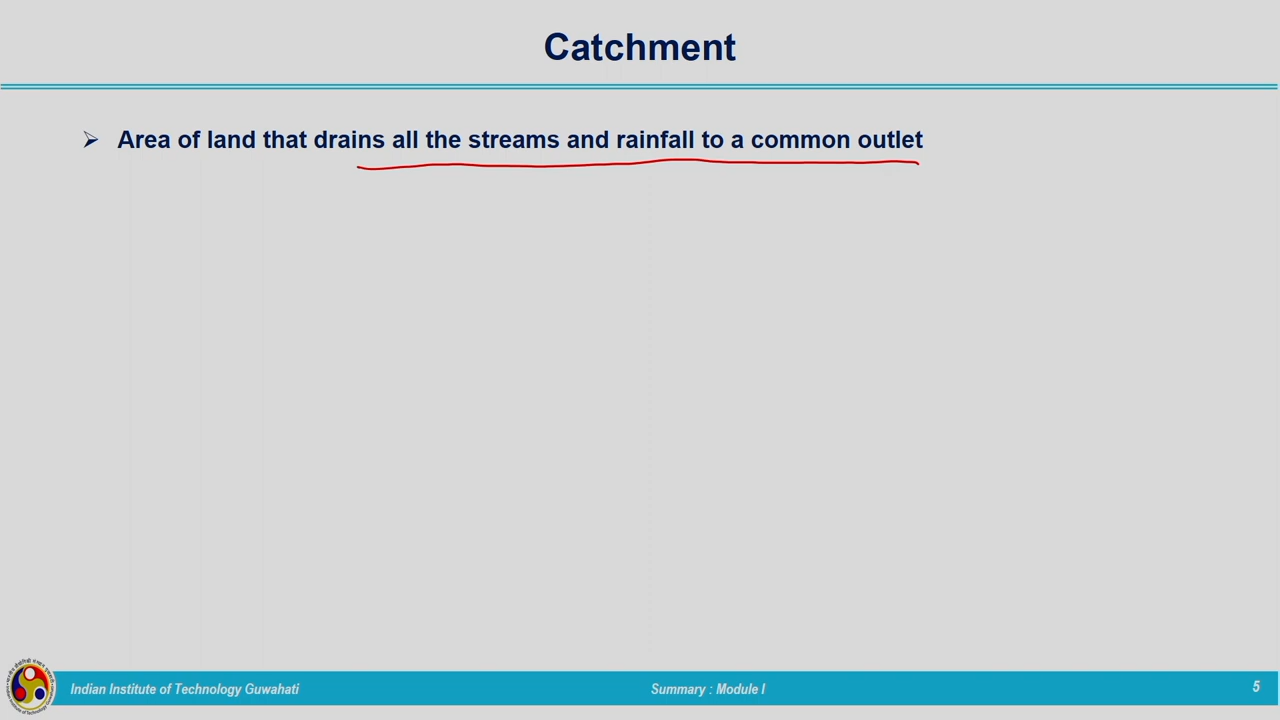 Catchment
Area of land that drains all the streams and rainfall to a common outlet
Indian Institute of Technology Guwahati
Summary : Module I
5